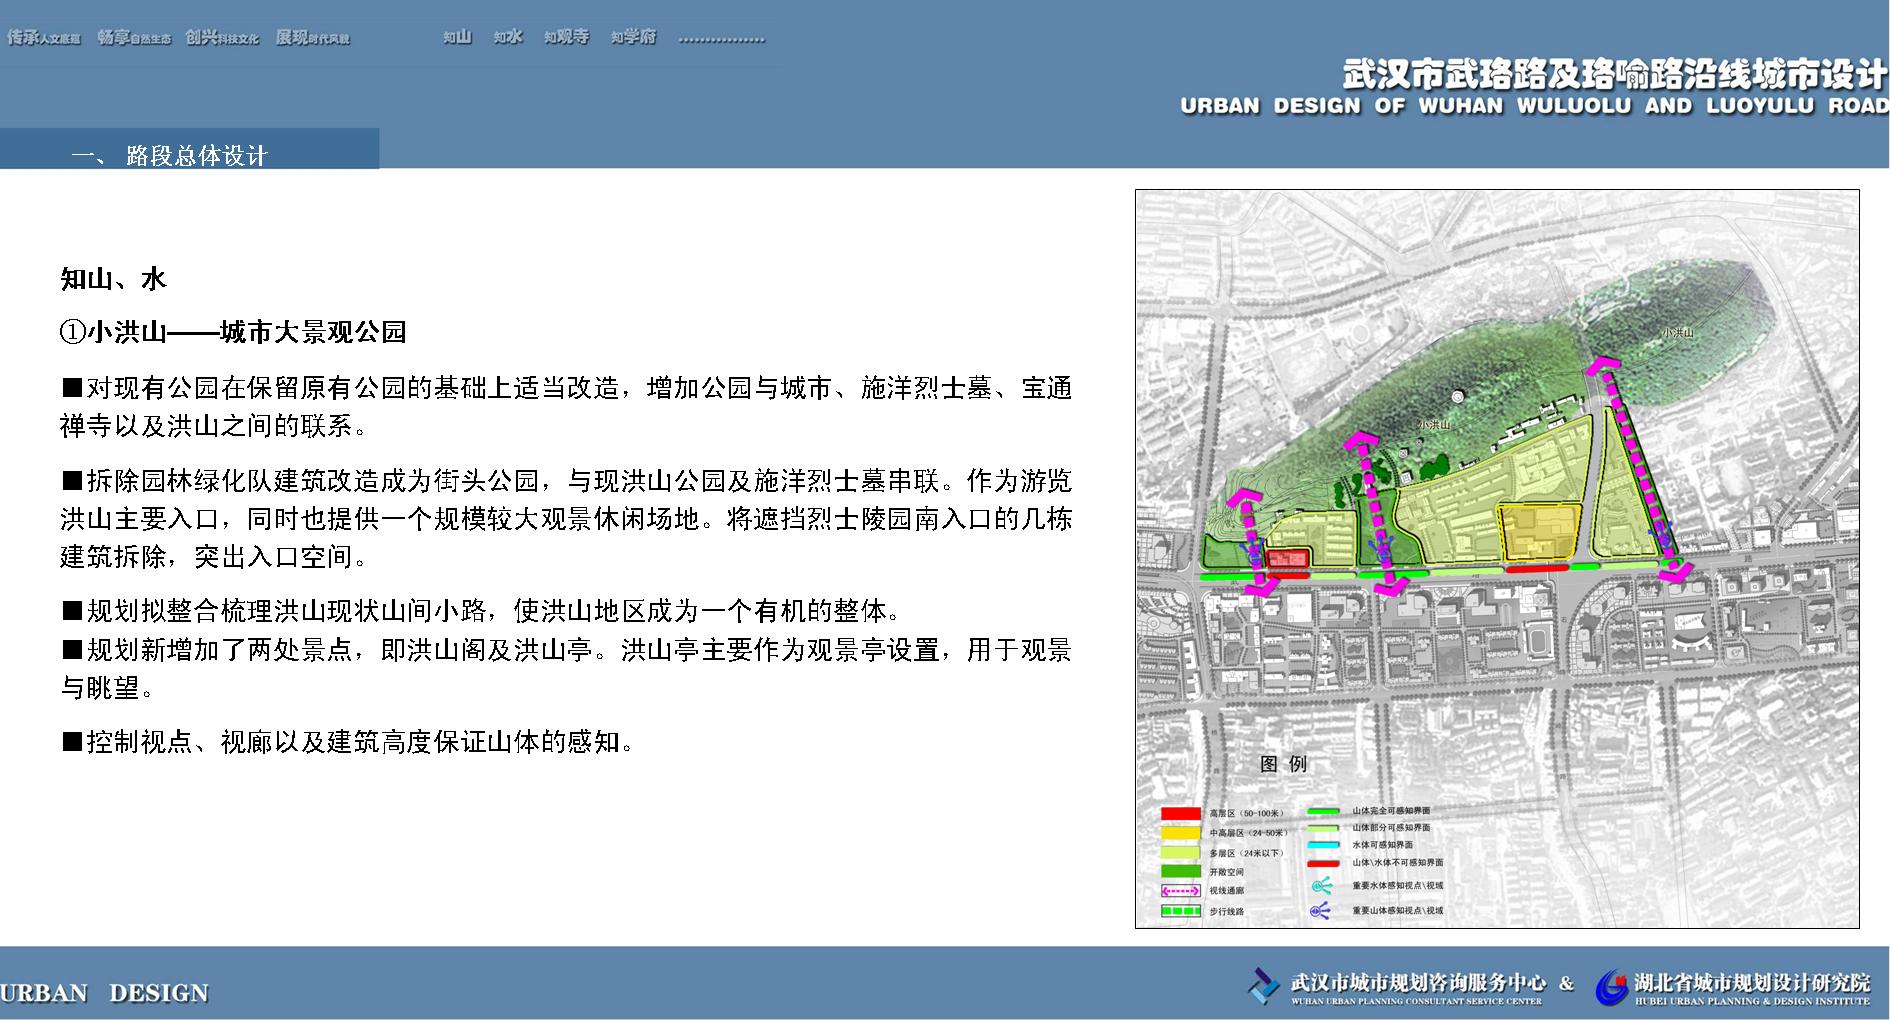 传承人文底蕴 畅享自然生态 创兴科技文化 展现时代风貌 知山 知水 知观寺 知学府 ................
武汉市武珞路及珞喻路沿线城市设计
URBAN DESIGN OF WUHAN WULUOLU AND LUOYULU ROAD
一、 路段总体设计
知山、水
①小洪山——城市大景观公园
■对现有公园在保留原有公园的基础上适当改造，增加公园与城市、施洋烈士墓、宝通
禅寺以及洪山之间的联系。
■拆除园林绿化队建筑改造成为街头公园，与现洪山公园及施洋烈士墓串联。作为游览
洪山主要入口，同时也提供一个规模较大观景休闲场地。将遮挡烈士陵园南入口的几栋
建筑拆除，突出入口空间。
■规划拟整合梳理洪山现状山间小路，使洪山地区成为一个有机的整体。
■规划新增加了两处景点，即洪山阁及洪山亭。洪山亭主要作为观景亭设置，用于观景
与眺望。
■控制视点、视廊以及建筑高度保证山体的感知。
小洪山
小洪山
图 例
高层区（50-100米）
中高层区（24-50米）
多层区（24米以下）
开敞空间
视线通廊
步行线路
山体完全可感知界面
山体部分可感知界面
水体可感知界面
山体\水体不可感知界面
重要水体感知视点\视域
重要山体感知视点\视域
URBAN DESIGN
武汉市城市规划咨询服务中心 & 湖北省城市规划设计研究院
WUHAN URBAN PLANNING CONSULTANT SERVICE CENTER HUBEI URBAN PLANNING & DESIGN INSTITUTE